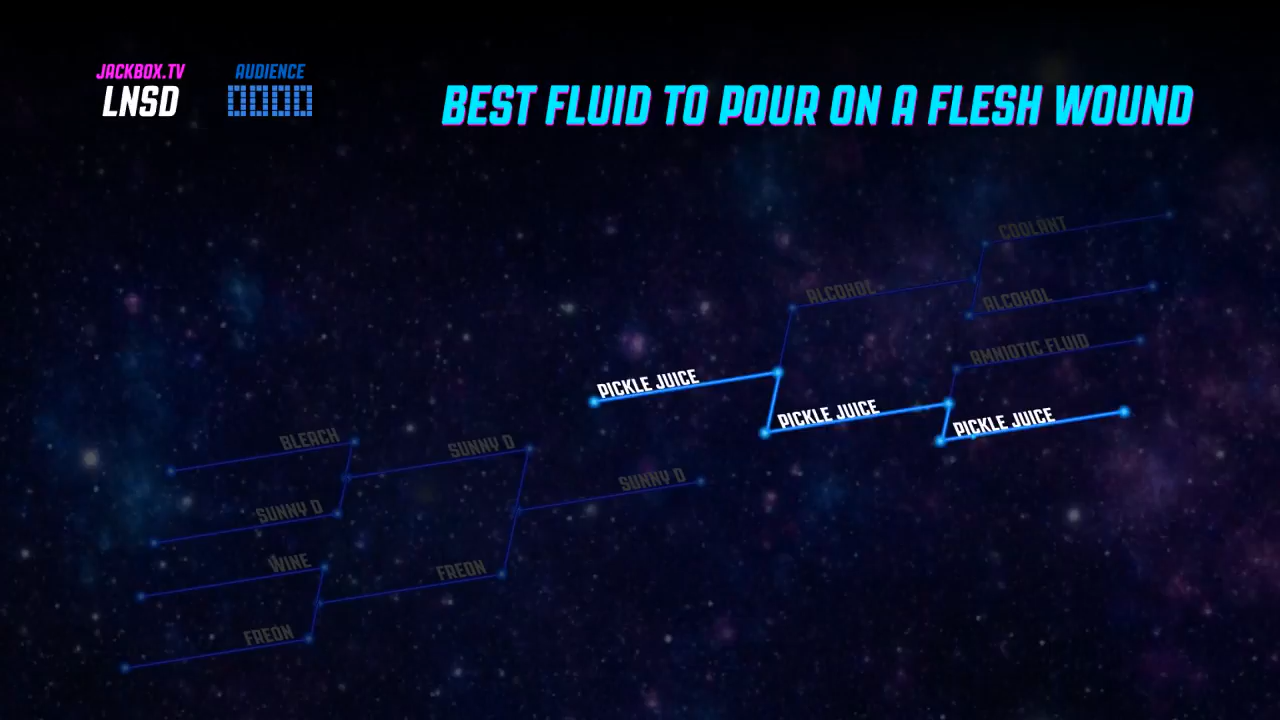 JACKBOX.TV
LNSD
AUDIENCE
0000
BEST FLUID TO POUR ON A FLESH WOUND
COOLANT
ALCOHOL
ALCOHOL
AMNIOTIC FLUID
PICKLE JUICE
PICKLE JUICE
PICKLE JUICE
BLEACH
SUNNY D
SUNNY D
SUNNY D
WINE
FREON
FREON